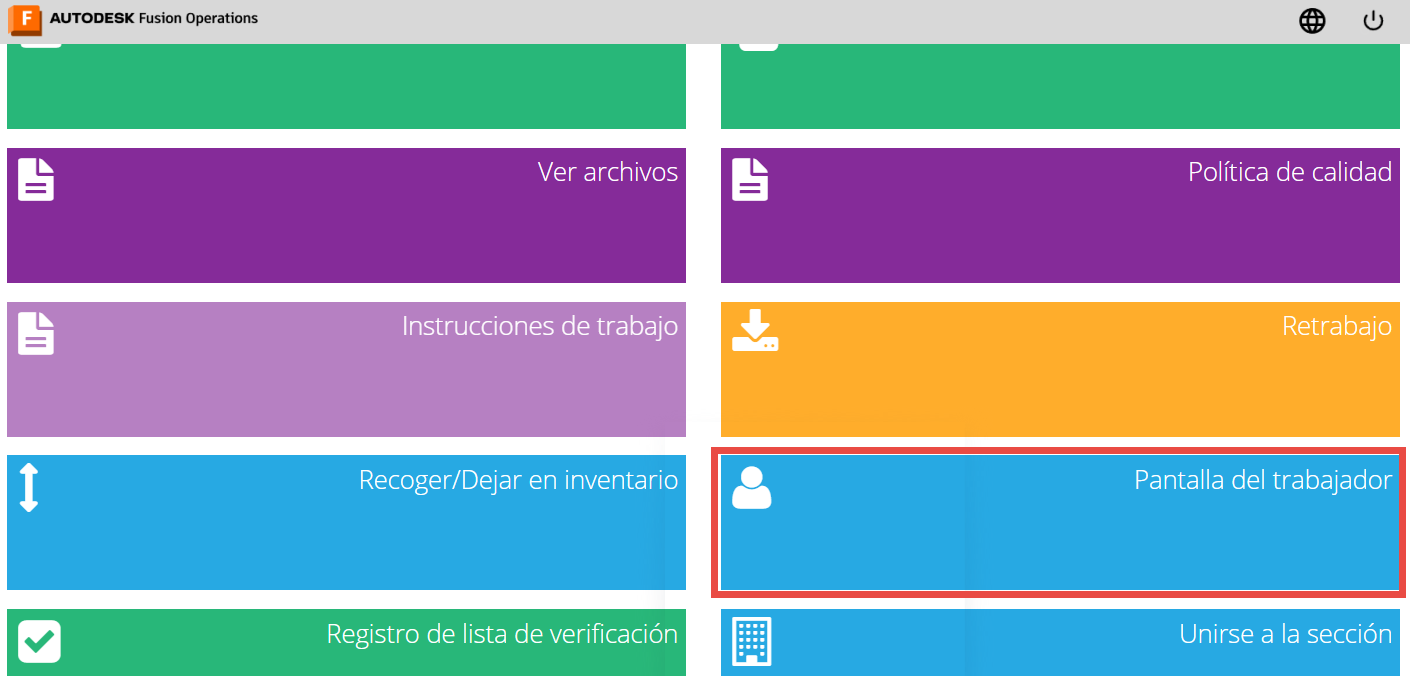 F AUTODESK Fusion Operations
Ver archivos
Política de calidad
Instrucciones de trabajo
Retrabajo
Recoger/Dejar en inventario
Pantalla del trabajador
Registro de lista de verificación
Unirse a la sección